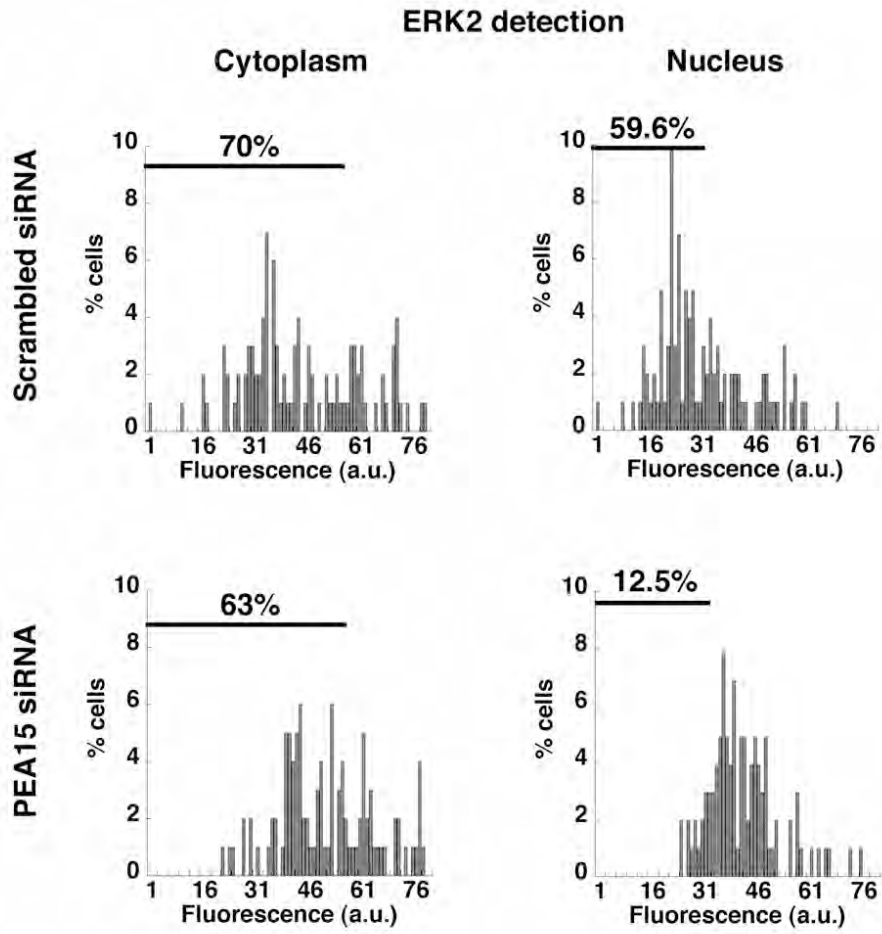 ERK2 detection
Cytoplasm
Nucleus
Scrambled siRNA
70%
10
8
6
4
2
0
% cells
1 16 31 46 61 76
Fluorescence (a.u.)
59.6%
10
8
6
4
2
0
% cells
1 16 31 46 61 76
Fluorescence (a.u.)
PEA15 siRNA
63%
10
8
6
4
2
0
% cells
1 16 31 46 61 76
Fluorescence (a.u.)
12.5%
10
8
6
4
2
0
% cells
1 16 31 46 61 76
Fluorescence (a.u.)